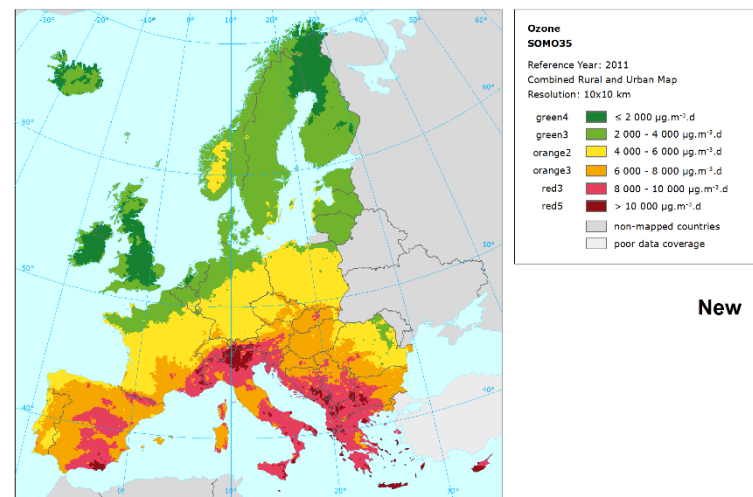 -30° -20° -10° 0° 10° 20° 30° 40° 50° 60° 70°
60°
50°
60°
50°
50°
40°
40°
40°
0° 10° 20° 30°
Ozone
SOMO35
Reference Year: 2011
Combined Rural and Urban Map
Resolution: 10x10 km
green4 ≤ 2 000 µg.m⁻³.d
green3 2 000 - 4 000 µg.m⁻³.d
orange2 4 000 - 6 000 µg.m⁻³.d
orange3 6 000 - 8 000 µg.m⁻³.d
red3 8 000 - 10 000 µg.m⁻³.d
red5 > 10 000 µg.m⁻³.d
non-mapped countries
poor data coverage
New